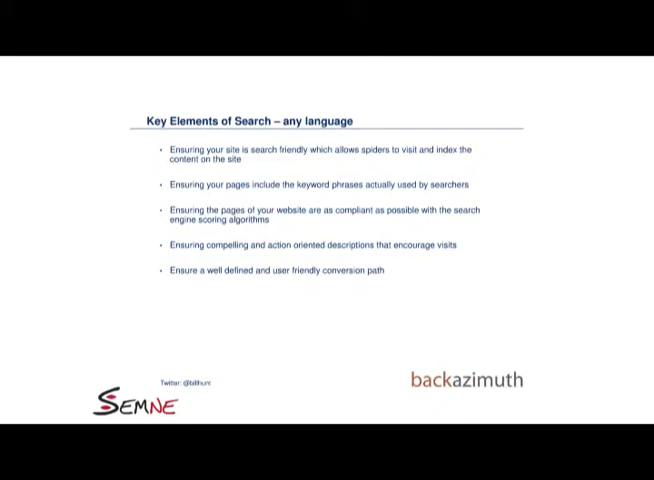 Key Elements of Search – any language
• Ensuring your site is search friendly which allows spiders to visit and index the
content on the site
• Ensuring your pages include the keyword phrases actually used by searchers
• Ensuring the pages of your website are as compliant as possible with the search
engine scoring algorithms
• Ensuring compelling and action oriented descriptions that encourage visits
• Ensure a well defined and user friendly conversion path
Twitter: @billhunt
backazimuth
SEMNE